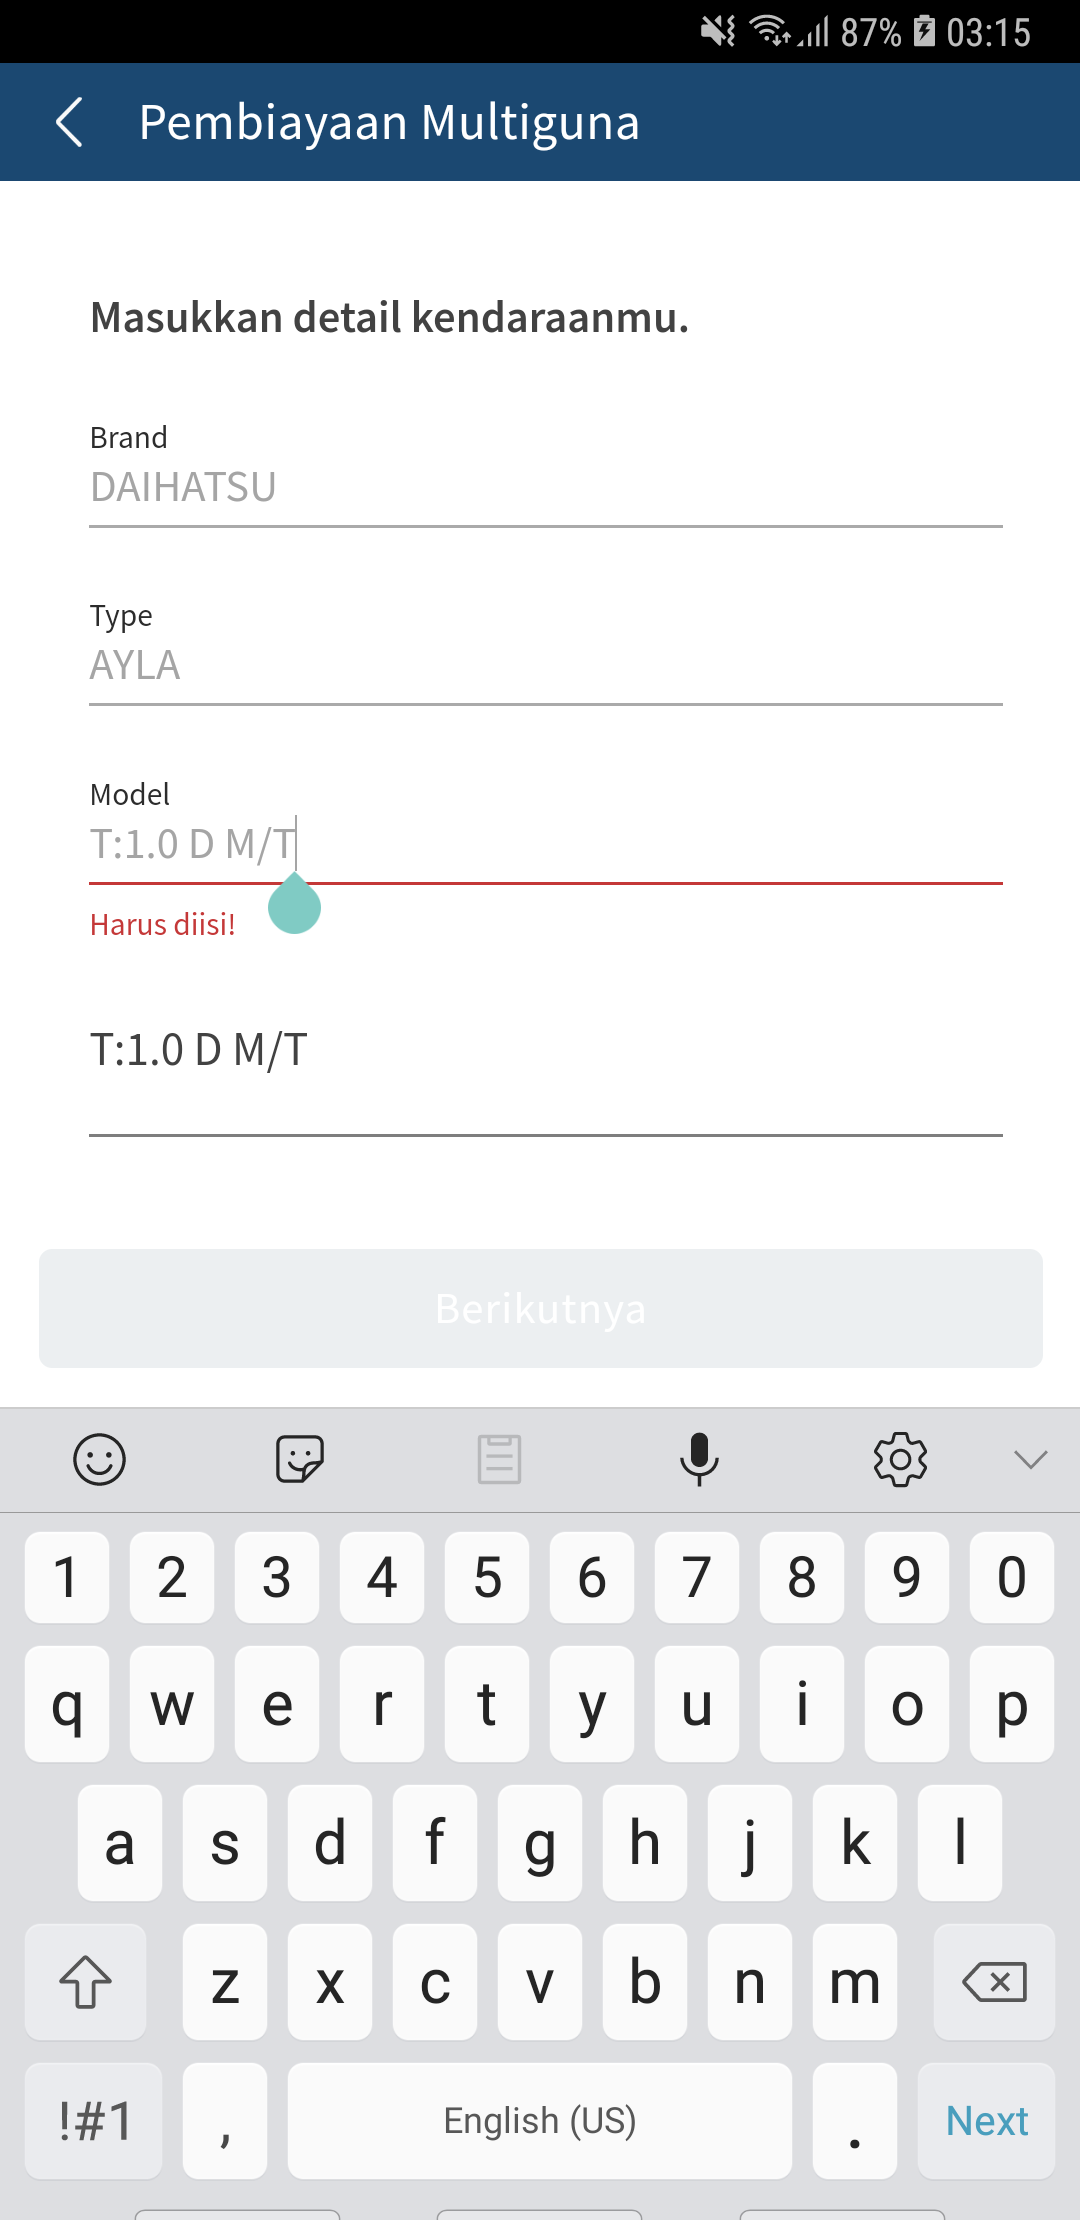 87% 03:15
Pembiayaan Multiguna
Masukkan detail kendaraanmu.
Brand
DAIHATSU
Type
AYLA
Model
T:1.0 D M/T
Harus diisi!
T:1.0 D M/T
Berikutnya
1 2 3 4 5 6 7 8 9 0
q w e r t y u i o p
a s d f g h j k l
z x c v b n m
!#1 , English (US) . Next